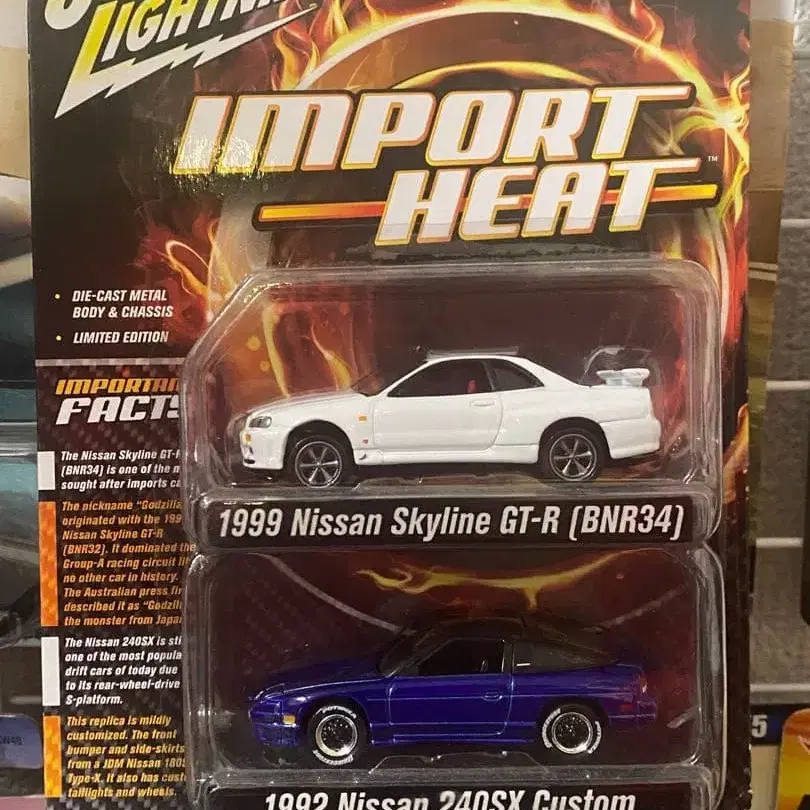 LIGHTN
IMPORT
HEAT™
• DIE-CAST METAL
BODY & CHASSIS
• LIMITED EDITION
IMPORTAN
FACTS
The Nissan Skyline GT-R
(BNR34) is one of the m
sought after imports ca
The nickname "Godzilla
originated with the 199
Nissan Skyline GT-R
(BNR32). It dominated the
Group-A racing circuit li
no other car in history.
The Australian press fir
described it as "Godzill
the monster from Japa
The Nissan 240SX is sti
one of the most popula
drift cars of today due
to its rear-wheel-drive
S-platform.
This replica is mildly
customized. The front
bumper and side-skirts
from a JDM Nissan 180S
Type-X. It also has cust
taillights and wheels.
1999 Nissan Skyline GT-R (BNR34)
1992 Nissan 240SX Custom
5